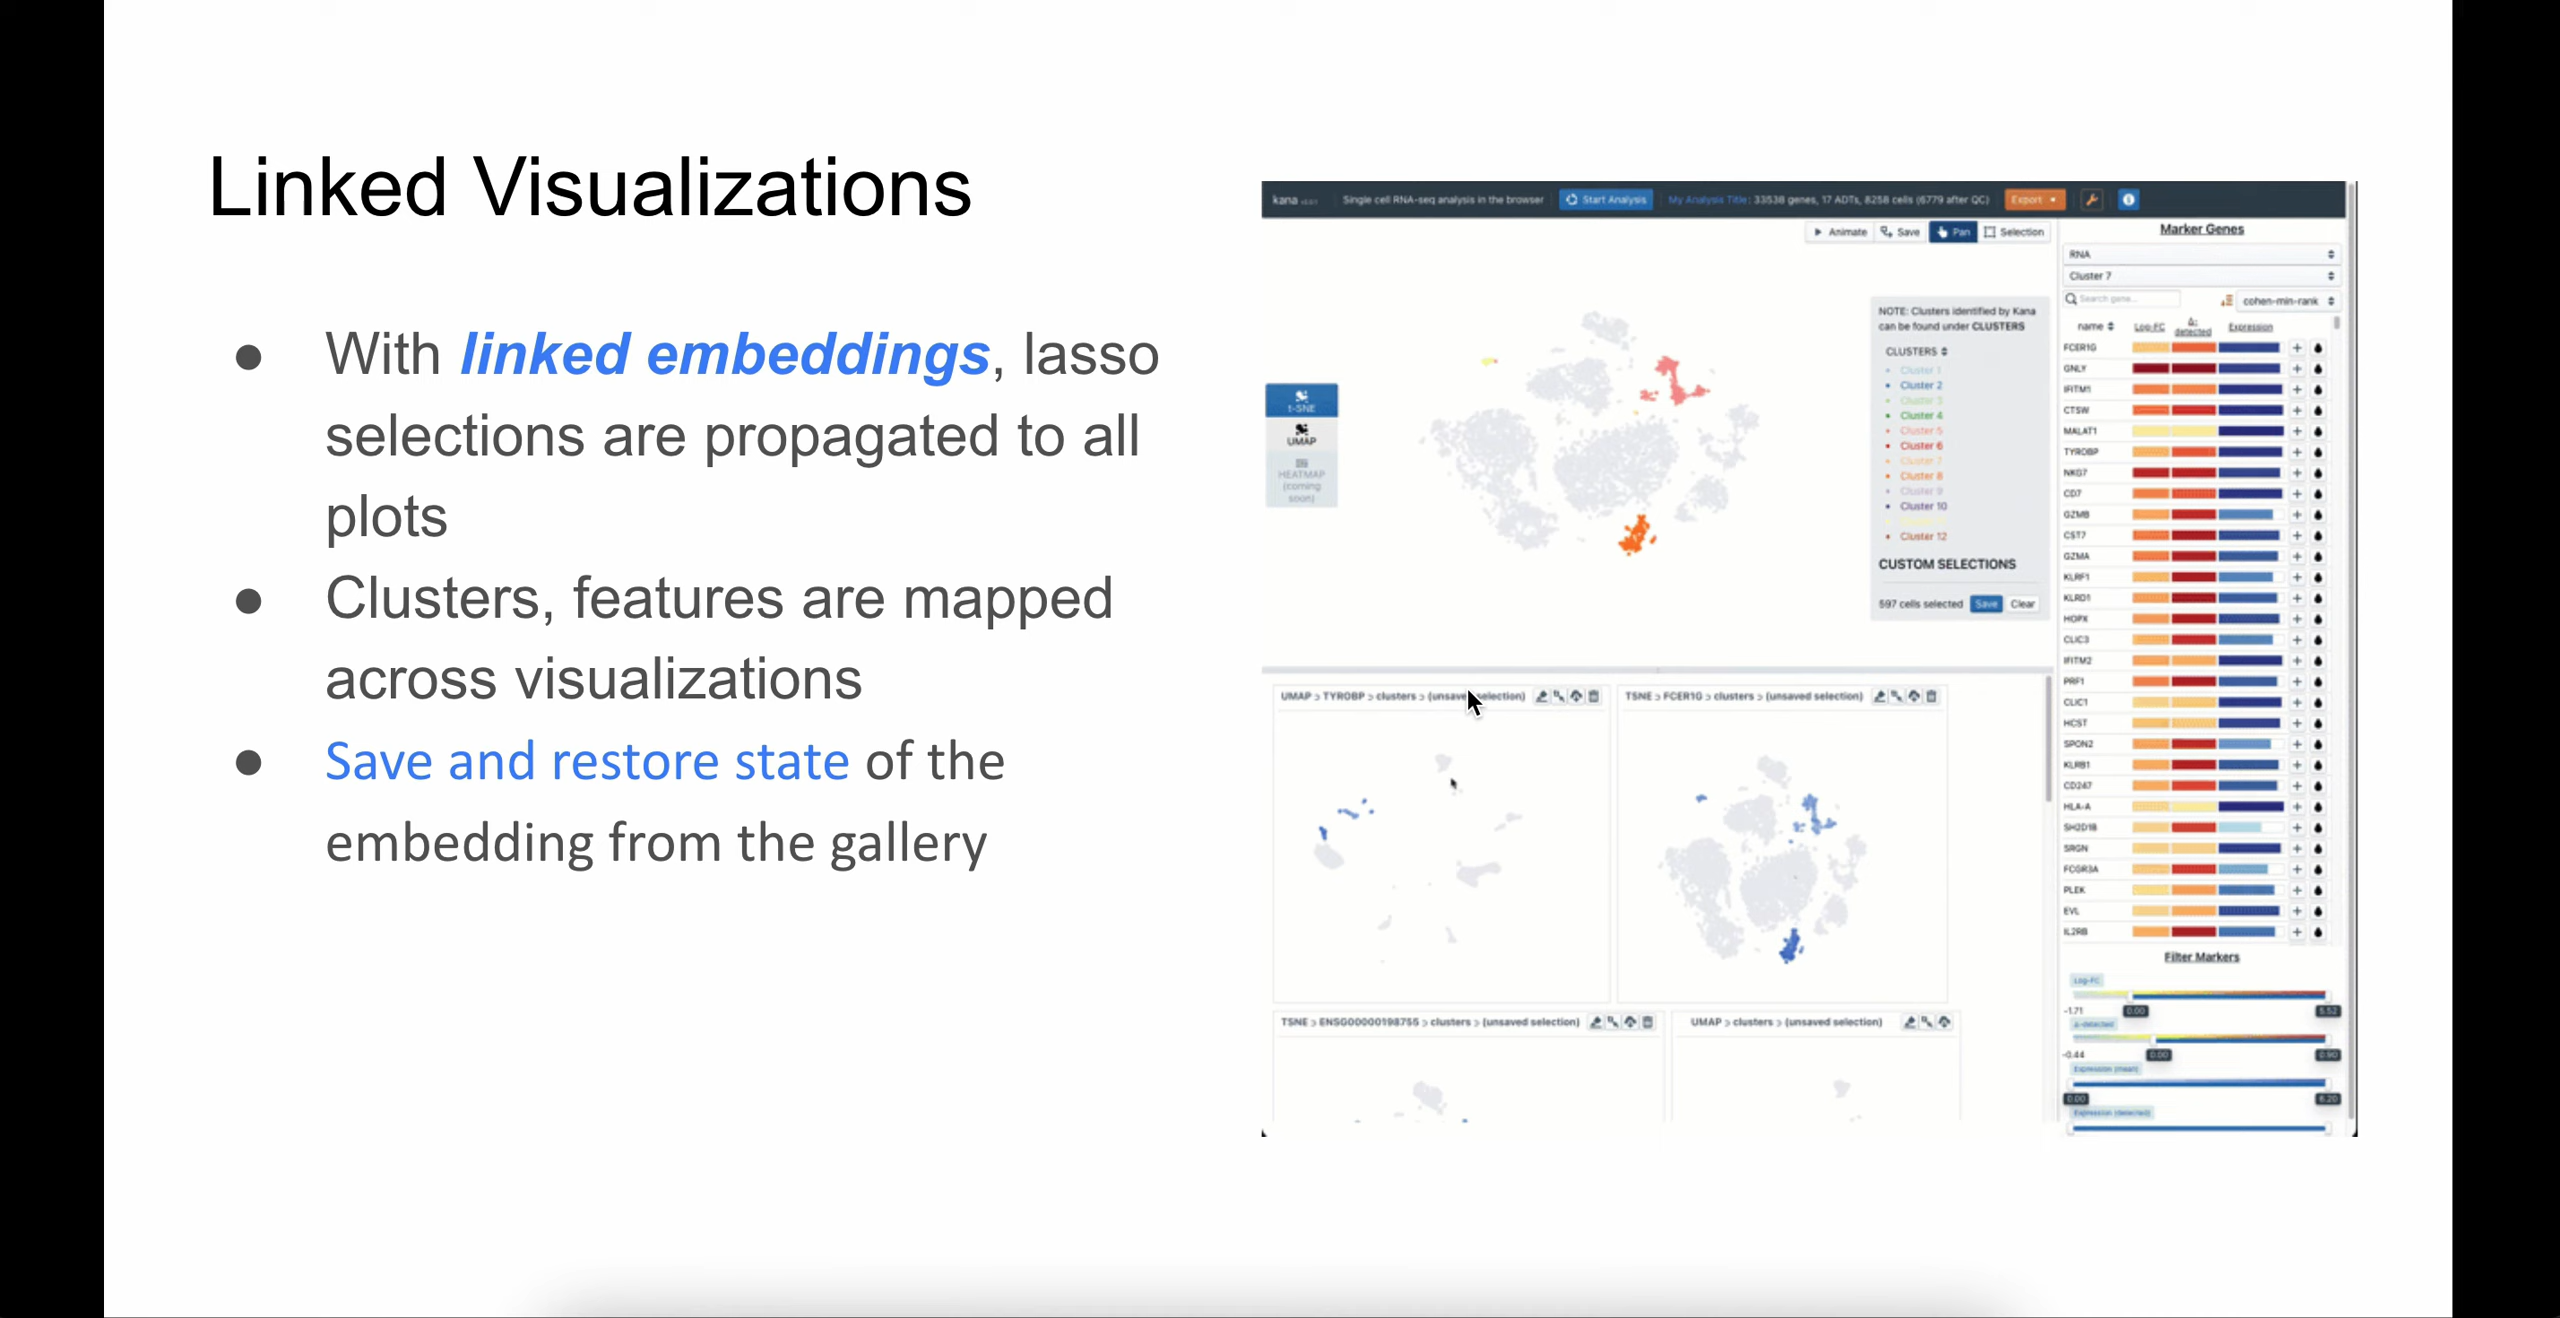 Linked Visualizations
● With linked embeddings, lasso
selections are propagated to all
plots
● Clusters, features are mapped
across visualizations
● Save and restore state of the
embedding from the gallery
kana Single cell RNA-seq analysis in the browser Start Analysis My Analysis Title: 33538 genes, 17 ADTs, 8258 cells (6779 after QC) Export
Animate Save Pan Selection
t-SNE
UMAP
HEATMAP
(coming
soon)
NOTE: Clusters identified by Kana
can be found under CLUSTERS
CLUSTERS
Cluster 1
Cluster 2
Cluster 3
Cluster 4
Cluster 5
Cluster 6
Cluster 7
Cluster 8
Cluster 9
Cluster 10
Cluster 12
CUSTOM SELECTIONS
597 cells selected Save Clear
UMAP > TYROBP > clusters > (unsaved selection)
TSNE > FCER1G > clusters > (unsaved selection)
TSNE > ENSG00000198755 > clusters > (unsaved selection)
UMAP > clusters > (unsaved selection)
Marker Genes
RNA
Cluster 7
Search gene... cohen-min-rank
name Log-FC Δ-detected Expression
FCER1G
GNLY
IFITM1
CTSW
MALAT1
TYROBP
NKG7
CD7
GZMB
CST7
GZMA
KLRF1
KLRD1
HOPX
CLIC3
IFITM2
PRF1
CLIC1
HCST
SPON2
KLRB1
CD247
HLA-A
SH2D1B
SRGN
FCGR3A
PLEK
EVL
IL2RB
Filter Markers
Log-FC
-1.71 0.00 5.52
Δ-detected
-0.44 0.00 0.90
Expression (mean)
0.00 6.20
Expression (detected)